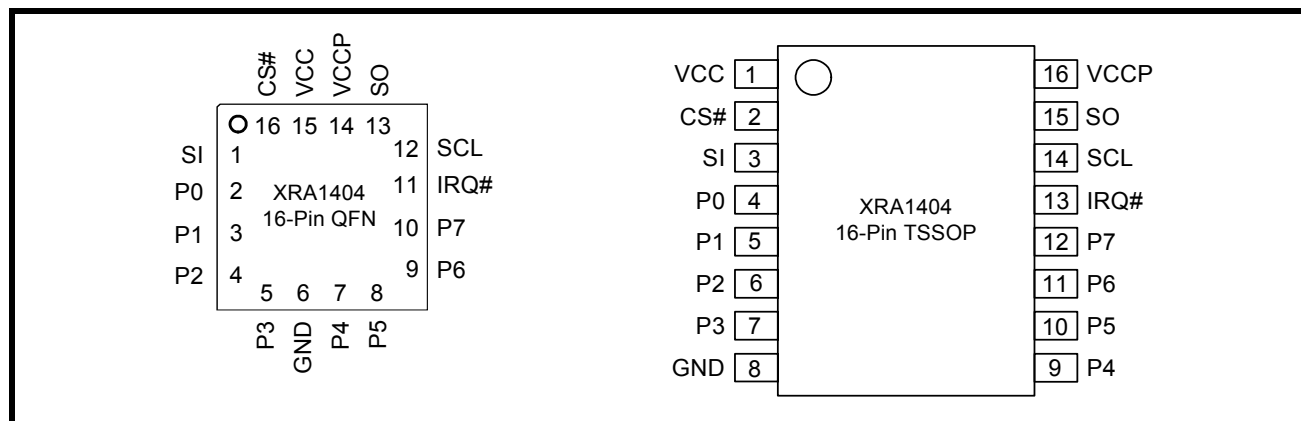 CS#
VCC
VCCP
SO
16 15 14 13
SI 1
P0 2
P1 3
P2 4
XRA1404
16-Pin QFN
12 SCL
11 IRQ#
10 P7
9 P6
5 6 7 8
P3
GND
P4
P5
VCC 1
CS# 2
SI 3
P0 4
P1 5
P2 6
P3 7
GND 8
XRA1404
16-Pin TSSOP
16 VCCP
15 SO
14 SCL
13 IRQ#
12 P7
11 P6
10 P5
9 P4